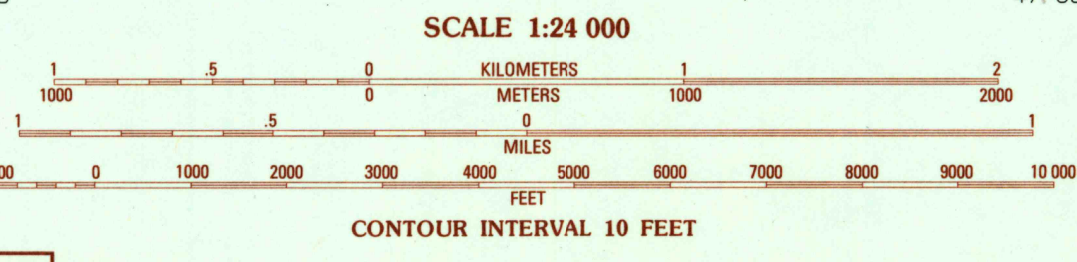 SCALE 1:24 000
1 .5 0 KILOMETERS 1 2
1000 0 METERS 1000 2000
1 .5 0 1
MILES
0 1000 2000 3000 4000 5000 6000 7000 8000 9000 10 000
FEET
CONTOUR INTERVAL 10 FEET